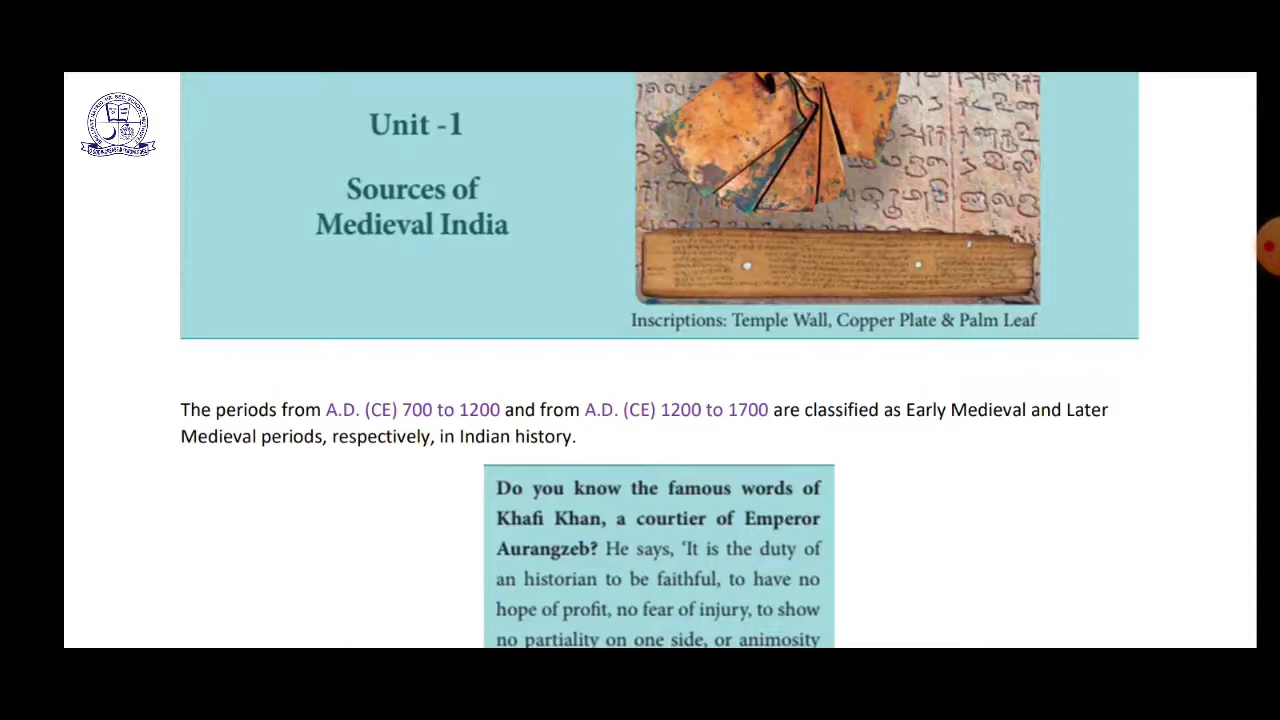 Unit -1
Sources of
Medieval India
Inscriptions: Temple Wall, Copper Plate & Palm Leaf
The periods from A.D. (CE) 700 to 1200 and from A.D. (CE) 1200 to 1700 are classified as Early Medieval and Later
Medieval periods, respectively, in Indian history.
Do you know the famous words of
Khafi Khan, a courtier of Emperor
Aurangzeb? He says, 'It is the duty of
an historian to be faithful, to have no
hope of profit, no fear of injury, to show
no partiality on one side, or animosity